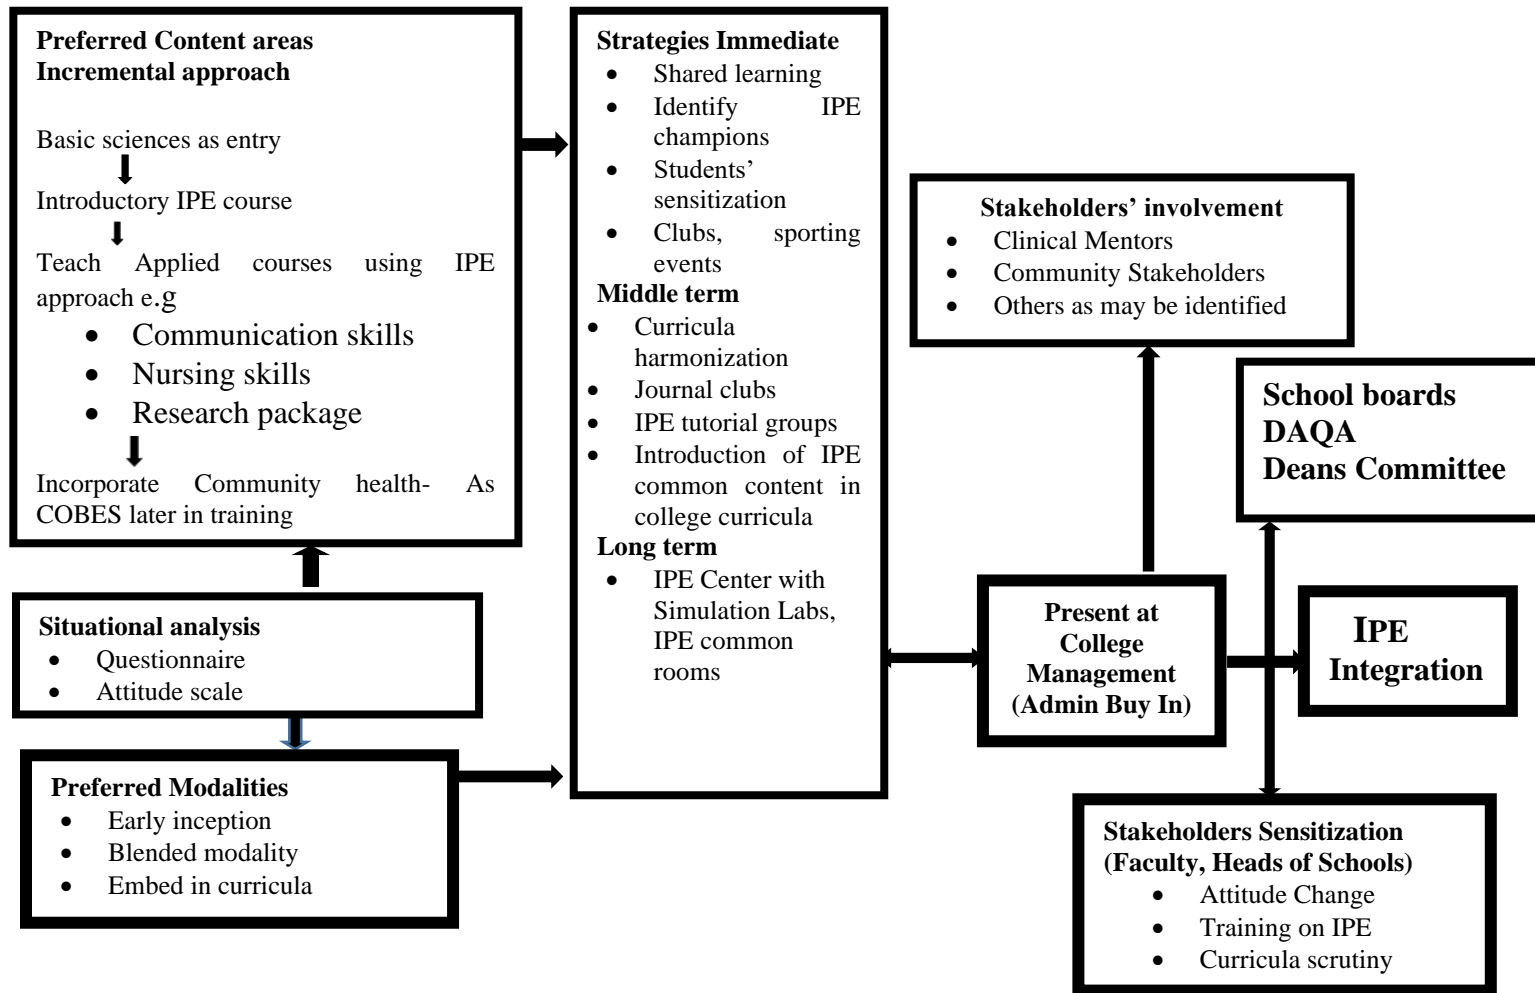 Preferred Content areas
Incremental approach
Basic sciences as entry
Introductory IPE course
Teach Applied courses using IPE
approach e.g
• Communication skills
• Nursing skills
• Research package
Incorporate Community health- As
COBES later in training
Situational analysis
• Questionnaire
• Attitude scale
Preferred Modalities
• Early inception
• Blended modality
• Embed in curricula
Strategies Immediate
• Shared learning
• Identify IPE
champions
• Students’
sensitization
• Clubs, sporting
events
Middle term
• Curricula
harmonization
• Journal clubs
• IPE tutorial groups
• Introduction of IPE
common content in
college curricula
Long term
• IPE Center with
Simulation Labs,
IPE common
rooms
Stakeholders’ involvement
• Clinical Mentors
• Community Stakeholders
• Others as may be identified
School boards
DAQA
Deans Committee
Present at
College
Management
(Admin Buy In)
IPE
Integration
Stakeholders Sensitization
(Faculty, Heads of Schools)
• Attitude Change
• Training on IPE
• Curricula scrutiny